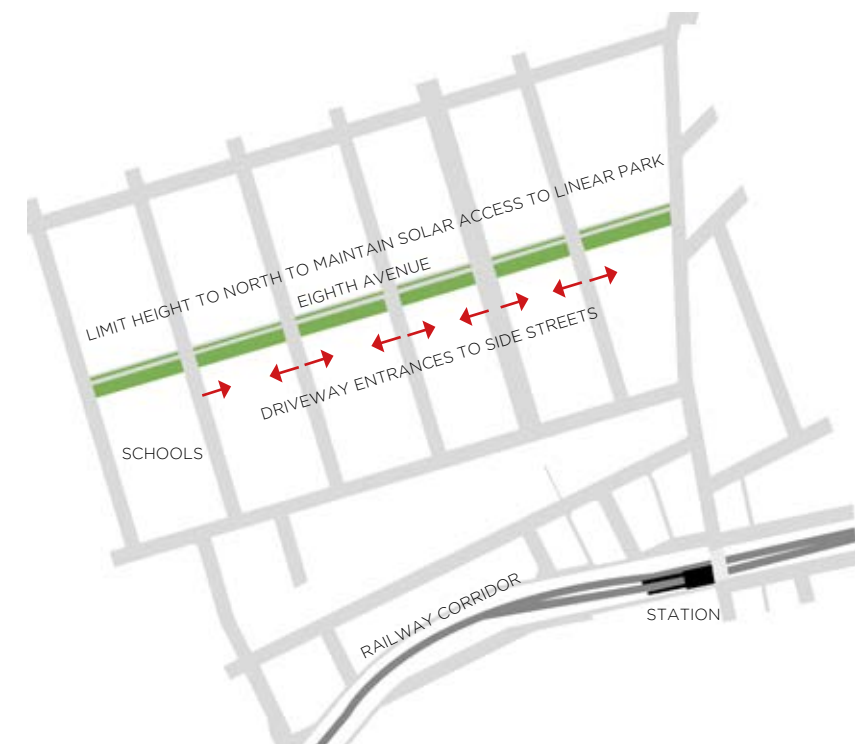 LIMIT HEIGHT TO NORTH TO MAINTAIN SOLAR ACCESS TO LINEAR PARK
EIGHTH AVENUE
DRIVEWAY ENTRANCES TO SIDE STREETS
SCHOOLS
RAILWAY CORRIDOR
STATION